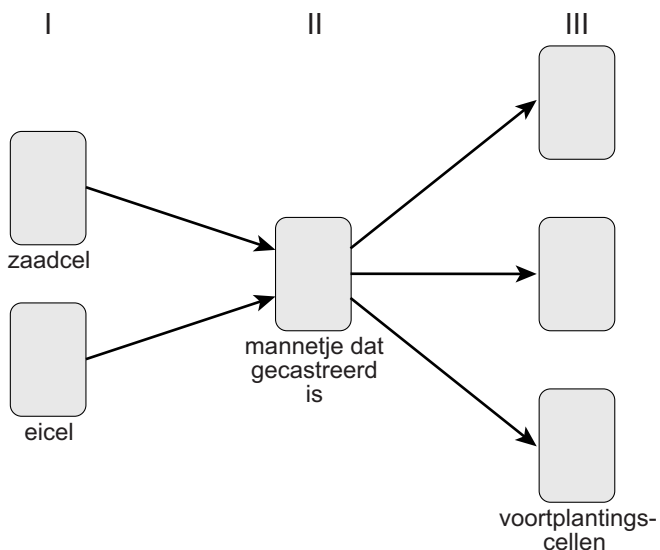 I
II
III
zaadcel
eicel
mannetje dat
gecastreerd
is
voortplantings-
cellen